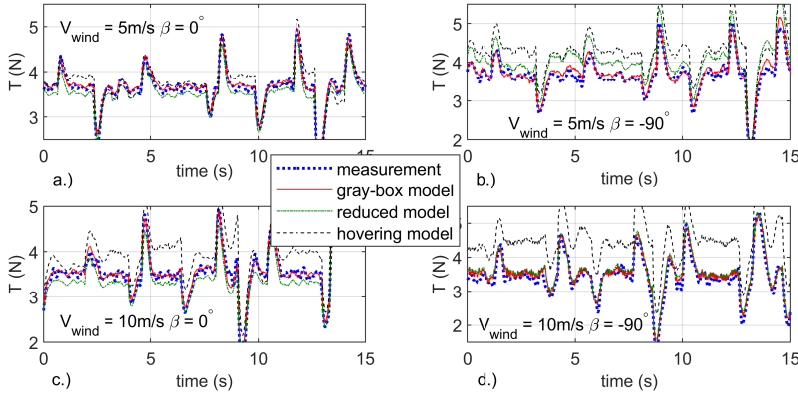 V_wind = 5m/s β = 0°
T (N)
5
4
3
0
5
10
15
time (s)
a.)
V_wind = 5m/s β = -90°
T (N)
5
4
3
2
0
5
10
15
time (s)
b.)
measurement
gray-box model
reduced model
hovering model
V_wind = 10m/s β = 0°
T (N)
5
4
3
2
0
5
10
15
time (s)
c.)
V_wind = 10m/s β = -90°
4
3
2
0
5
10
15
time (s)
d.)